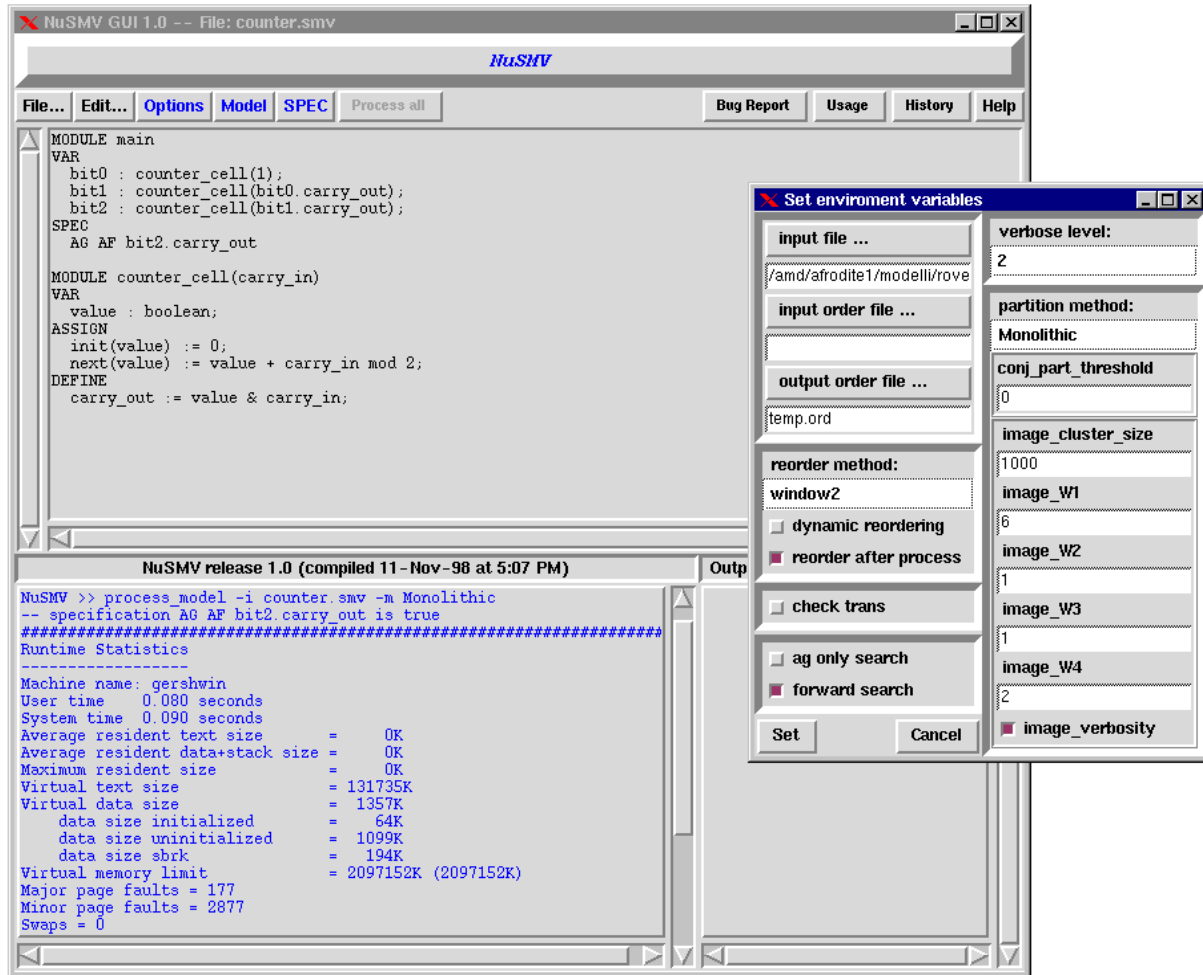 NuSMV GUI 1.0 -- File: counter.smv
NuSMV
File... Edit... Options Model SPEC Process all Bug Report Usage History Help
MODULE main
VAR
bit0 : counter_cell(1);
bit1 : counter_cell(bit0.carry_out);
bit2 : counter_cell(bit1.carry_out);
SPEC
AG AF bit2.carry_out
MODULE counter_cell(carry_in)
VAR
value : boolean;
ASSIGN
init(value) := 0;
next(value) := value + carry_in mod 2;
DEFINE
carry_out := value & carry_in;
NuSMV release 1.0 (compiled 11-Nov-98 at 5:07 PM)
Outp
NuSMV >> process_model -i counter.smv -m Monolithic
-- specification AG AF bit2.carry_out is true
######################################################################
Runtime Statistics
------------------
Machine name: gershwin
User time 0.080 seconds
System time 0.090 seconds
Average resident text size = 0K
Average resident data+stack size = 0K
Maximum resident size = 0K
Virtual text size = 131735K
Virtual data size = 1357K
data size initialized = 64K
data size uninitialized = 1099K
data size sbrk = 194K
Virtual memory limit = 2097152K (2097152K)
Major page faults = 177
Minor page faults = 2877
Swaps = 0
Set enviroment variables
input file ...
/amd/afrodite1/modelli/rove
input order file ...
output order file ...
temp.ord
reorder method:
window2
dynamic reordering
reorder after process
check trans
ag only search
forward search
Set Cancel
verbose level:
2
partition method:
Monolithic
conj_part_threshold
0
image_cluster_size
1000
image_W1
6
image_W2
1
image_W3
1
image_W4
2
image_verbosity